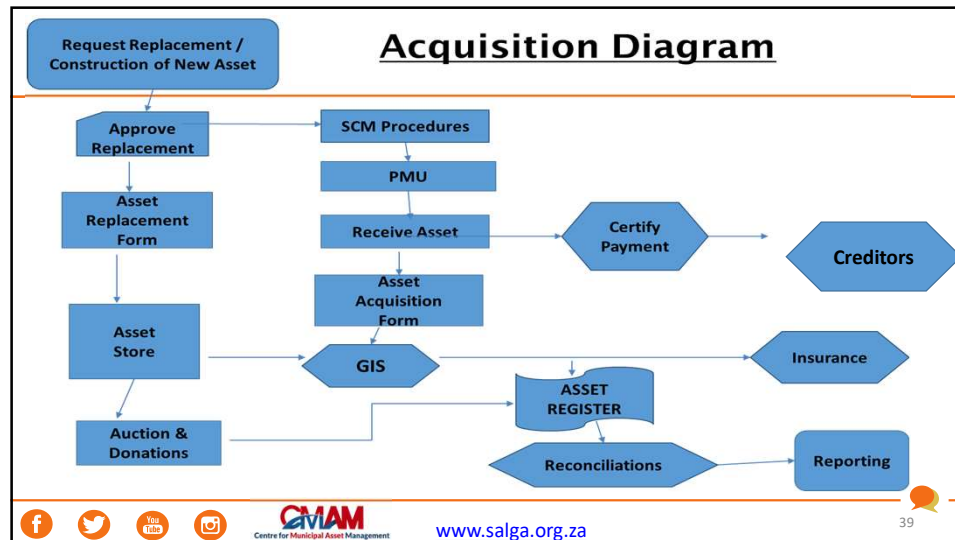 Request Replacement /
Construction of New Asset
Acquisition Diagram
Approve
Replacement
SCM Procedures
PMU
Asset
Replacement
Form
Receive Asset
Certify
Payment
Creditors
Asset
Acquisition
Form
Asset
Store
GIS
Insurance
ASSET
REGISTER
Auction &
Donations
Reconciliations
Reporting
f
You
Tube
CMAM
Centre for Municipal Asset Management
www.salga.org.za
39